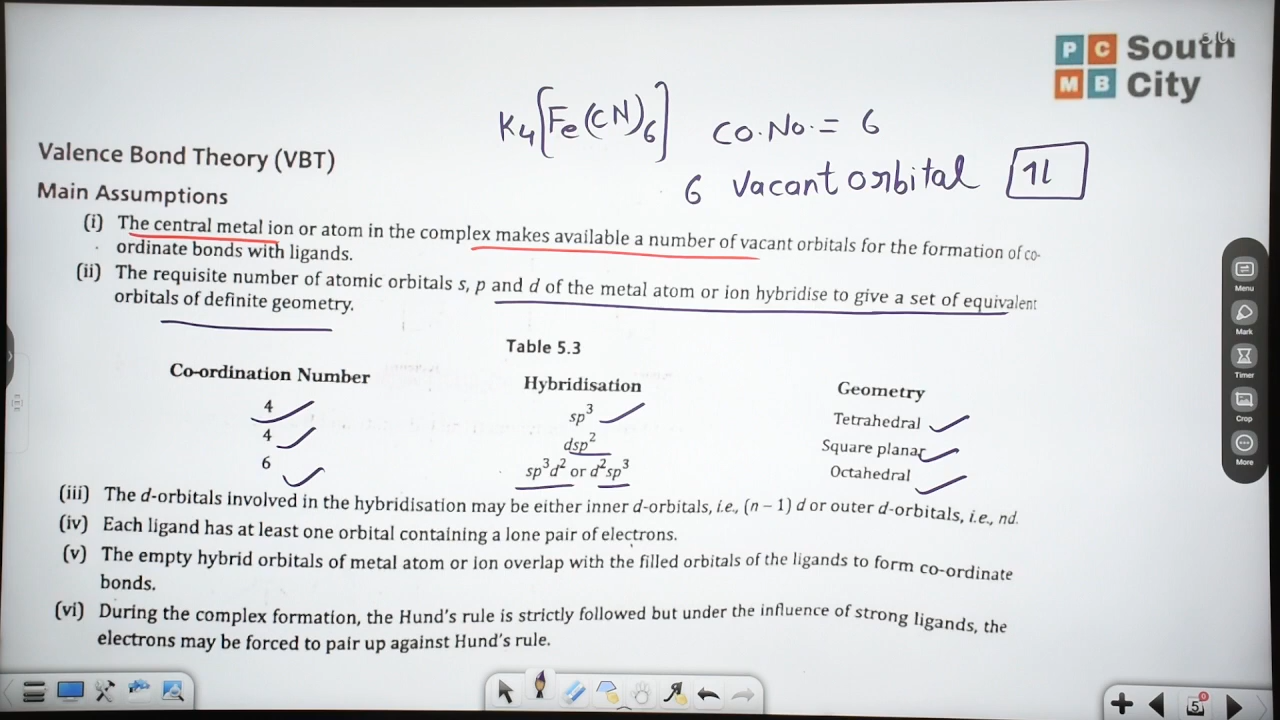 P C South
M B City
K4[Fe(CN)6] CO.NO. = 6
6 Vacant orbital 1l
Valence Bond Theory (VBT)
Main Assumptions
(i) The central metal ion or atom in the complex makes available a number of vacant orbitals for the formation of co-
ordinate bonds with ligands.
(ii) The requisite number of atomic orbitals s, p and d of the metal atom or ion hybridise to give a set of equivalent
orbitals of definite geometry.
Table 5.3
Co-ordination Number Hybridisation Geometry
4 sp³ Tetrahedral
4 dsp² Square planar
6 sp³d² or d²sp³ Octahedral
(iii) The d-orbitals involved in the hybridisation may be either inner d-orbitals, i.e., (n – 1) d or outer d-orbitals, i.e., nd.
(iv) Each ligand has at least one orbital containing a lone pair of electrons.
(v) The empty hybrid orbitals of metal atom or ion overlap with the filled orbitals of the ligands to form co-ordinate
bonds.
(vi) During the complex formation, the Hund's rule is strictly followed but under the influence of strong ligands, the
electrons may be forced to pair up against Hund's rule.
Menu
Mark
Timer
Crop
More
5